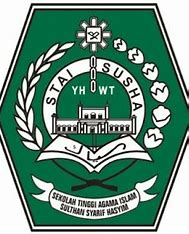 STAI SUSHA
YH WT
SEKOLAH TINGGI AGAMA ISLAM
SULTHAN SYARIF HASYIM